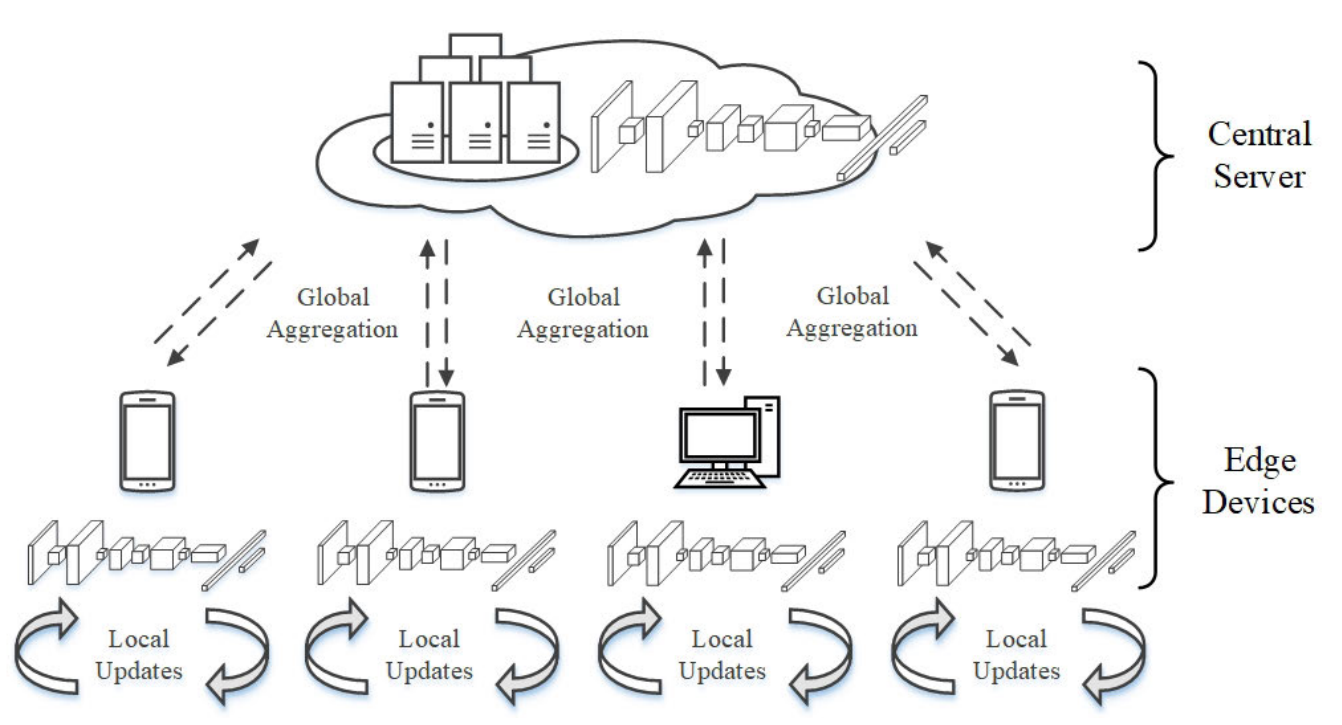 Central
Server
Global
Aggregation
Global
Aggregation
Global
Aggregation
Edge
Devices
Local
Updates
Local
Updates
Local
Updates
Local
Updates